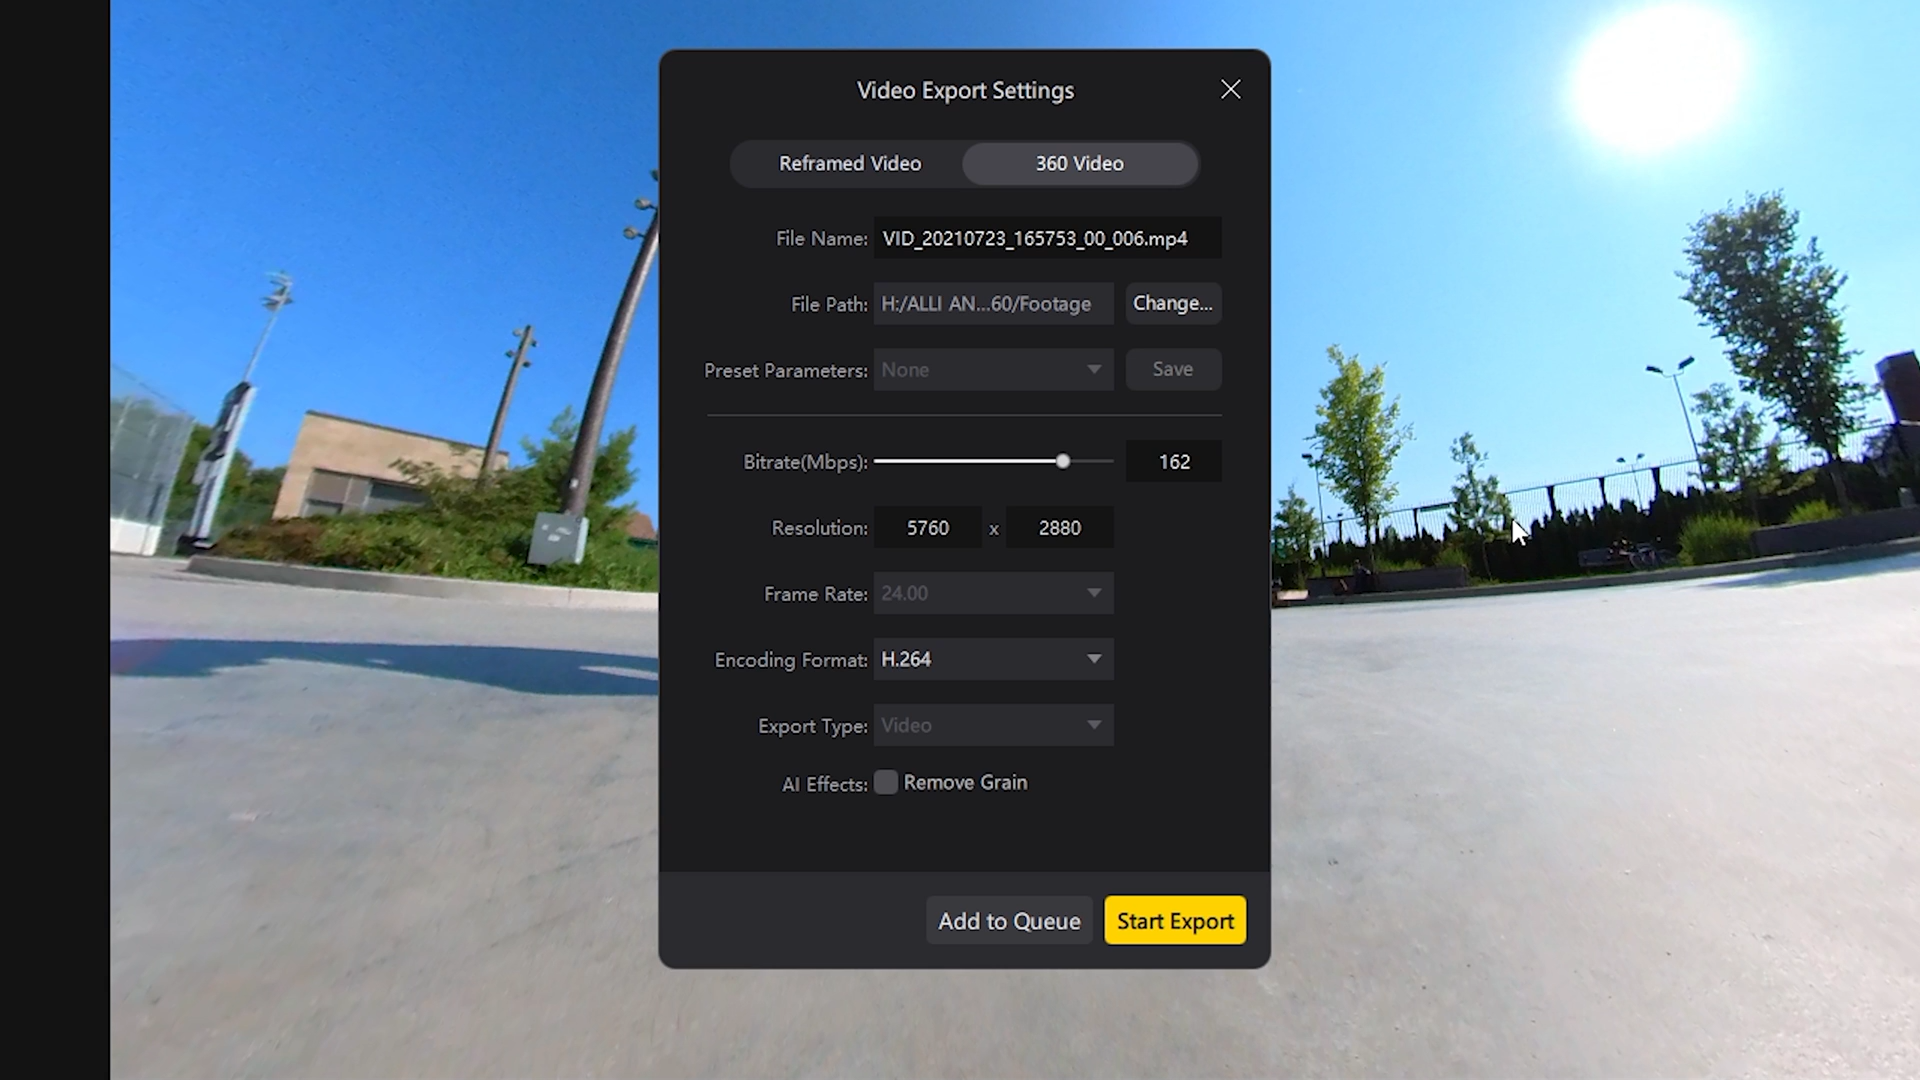 Video Export Settings
Reframed Video 360 Video
File Name: VID_20210723_165753_00_006.mp4
File Path: H:/ALLI AN...60/Footage Change...
Preset Parameters: None Save
Bitrate(Mbps): 162
Resolution: 5760 x 2880
Frame Rate: 24.00
Encoding Format: H.264
Export Type: Video
AI Effects: Remove Grain
Add to Queue Start Export